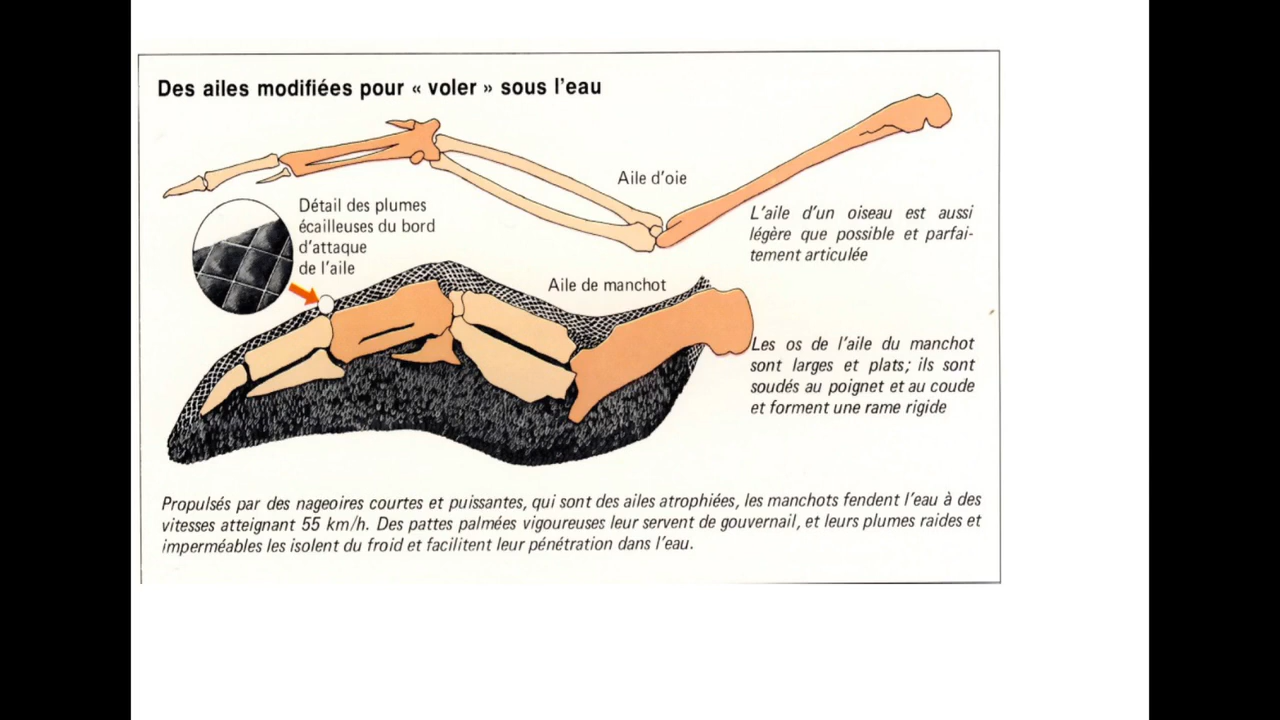 Des ailes modifiées pour « voler » sous l'eau
Aile d'oie
L'aile d'un oiseau est aussi
légère que possible et parfai-
tement articulée
Détail des plumes
écailleuses du bord
d'attaque
de l'aile
Aile de manchot
Les os de l'aile du manchot
sont larges et plats; ils sont
soudés au poignet et au coude
et forment une rame rigide
Propulsés par des nageoires courtes et puissantes, qui sont des ailes atrophiées, les manchots fendent l'eau à des
vitesses atteignant 55 km/h. Des pattes palmées vigoureuses leur servent de gouvernail, et leurs plumes raides et
imperméables les isolent du froid et facilitent leur pénétration dans l'eau.